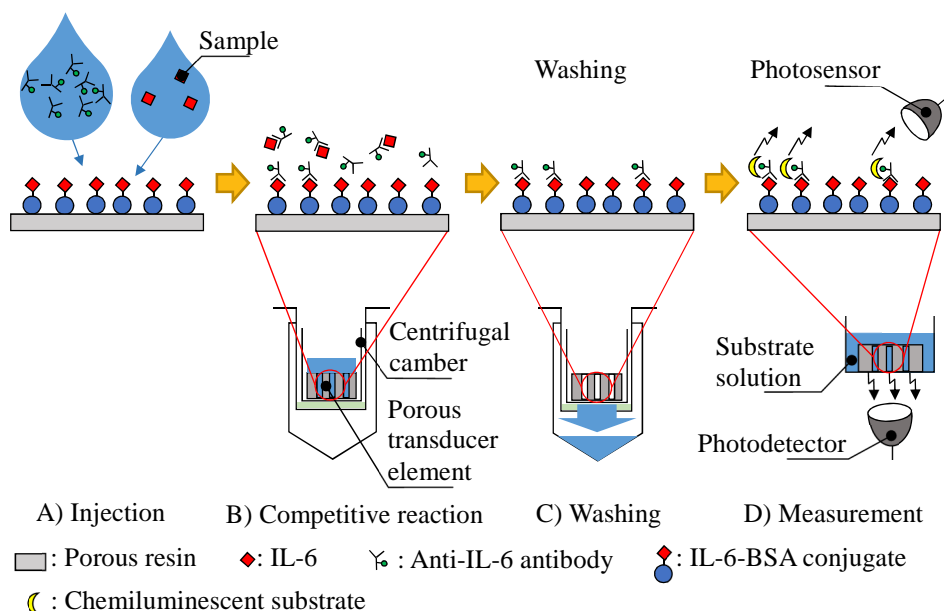 Sample
Washing
Photosensor
Centrifugal
camber
Porous
transducer
element
Substrate
solution
Photodetector
A) Injection
B) Competitive reaction
C) Washing
D) Measurement
: Porous resin
: IL-6
: Anti-IL-6 antibody
: IL-6-BSA conjugate
: Chemiluminescent substrate